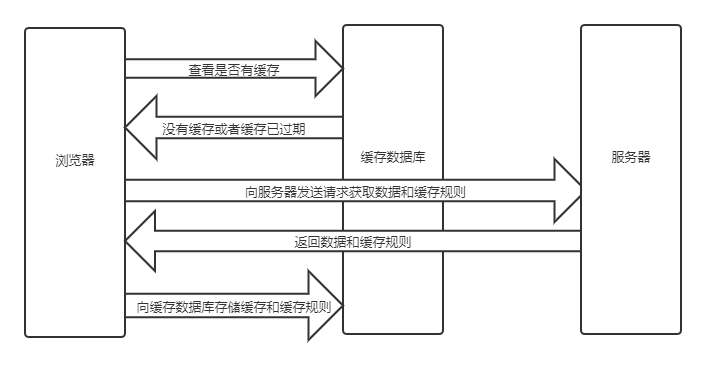 查看是否有缓存
没有缓存或者缓存已过期
浏览器
缓存数据库
服务器
向服务器发送请求获取数据和缓存规则
返回数据和缓存规则
向缓存数据库存储缓存和缓存规则